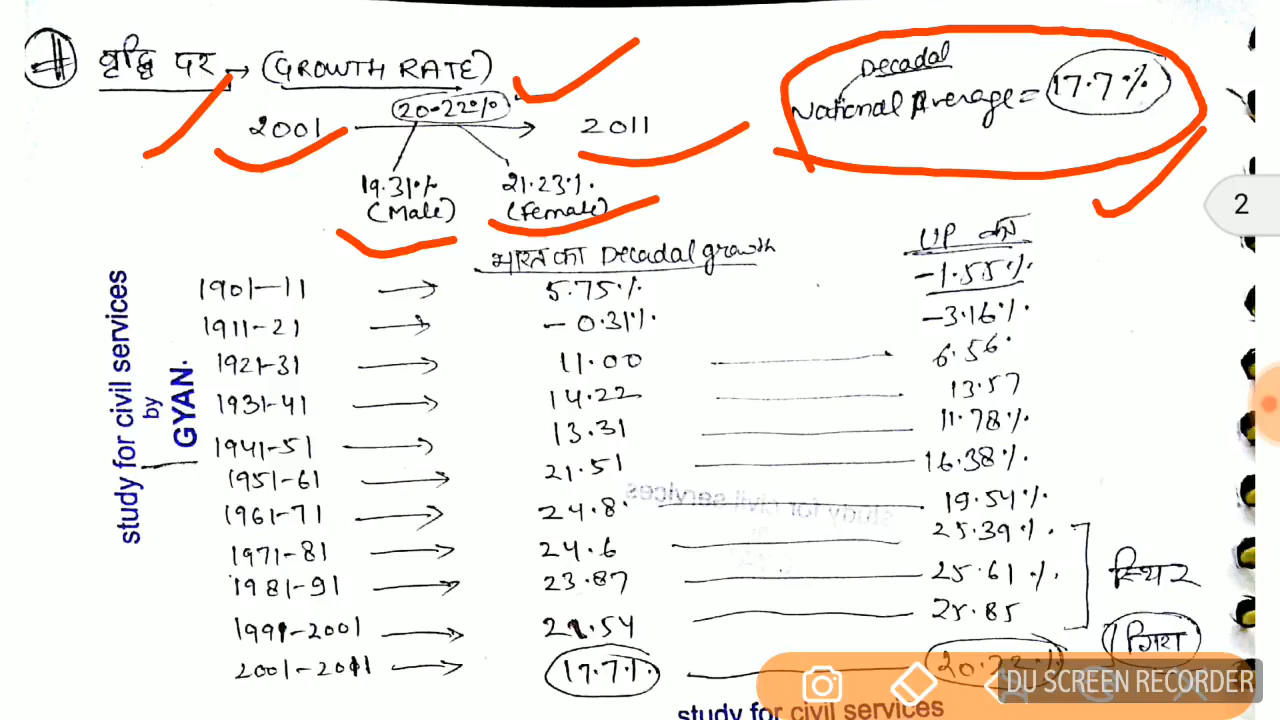 # वृद्धि दर → (GROWTH RATE)
Decadal
National Average = 17.7%
20.22%
2001 → 2011
19.31% 21.23%.
(Male) (Female)
भारत का Decadal growth UP का
1901-11 → 5.75% -1.55%
1911-21 → -0.31% -3.16%
1921-31 → 11.00 6.56
1931-41 → 14.22 13.57
1941-51 → 13.31 11.78%
1951-61 → 21.51 16.38%
1961-71 → 24.8 19.54%
1971-81 → 24.6 25.39%
1981-91 → 23.87 25.61%
1991-2001 → 21.54 25.85
2001-2011 → 17.7%
स्थिर
गिरा
study for civil services
by
GYAN.
study for civil services
2
DU SCREEN RECORDER
study for civil services